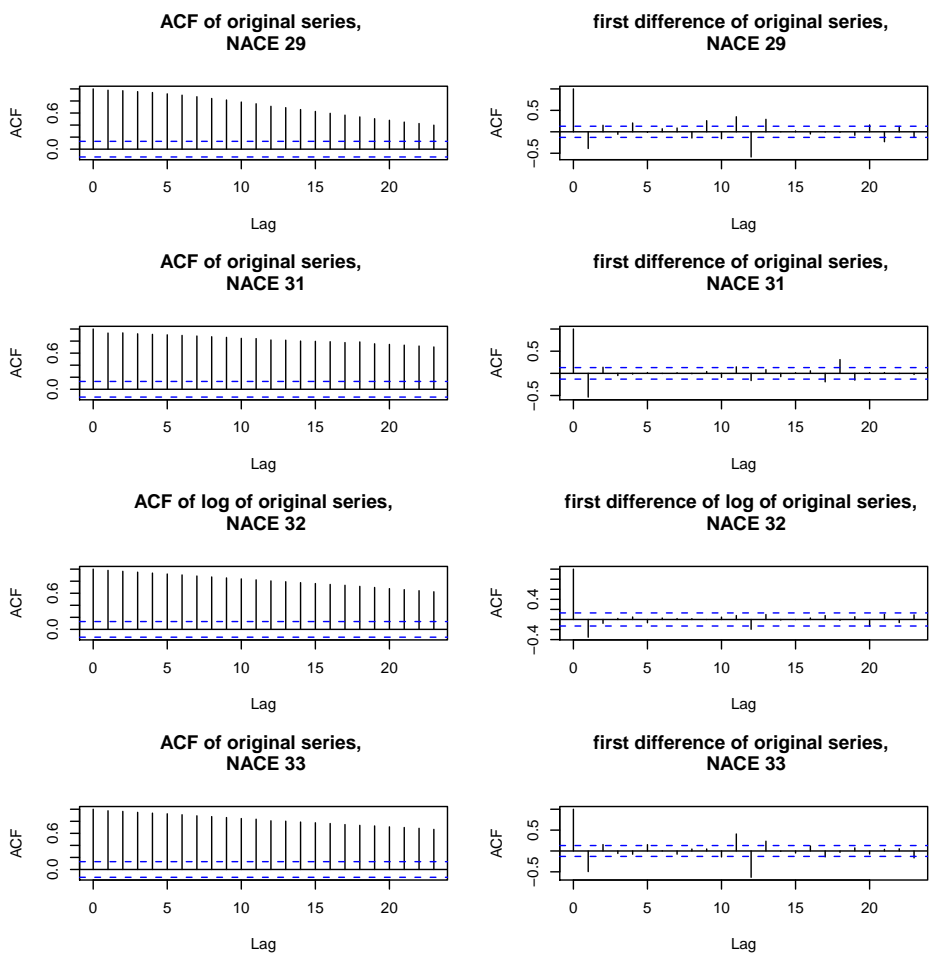 ACF of original series,
NACE 29
ACF
0.0 0.6
0 5 10 15 20
Lag
first difference of original series,
NACE 29
ACF
−0.5 0.5
0 5 10 15 20
Lag
ACF of original series,
NACE 31
ACF
0.0 0.6
0 5 10 15 20
Lag
first difference of original series,
NACE 31
ACF
−0.5 0.5
0 5 10 15 20
Lag
ACF of log of original series,
NACE 32
ACF
0.0 0.6
0 5 10 15 20
Lag
first difference of log of original series,
NACE 32
ACF
−0.4 0.4
0 5 10 15 20
Lag
ACF of original series,
NACE 33
ACF
0.0 0.6
0 5 10 15 20
Lag
first difference of original series,
NACE 33
ACF
−0.5 0.5
0 5 10 15 20
Lag